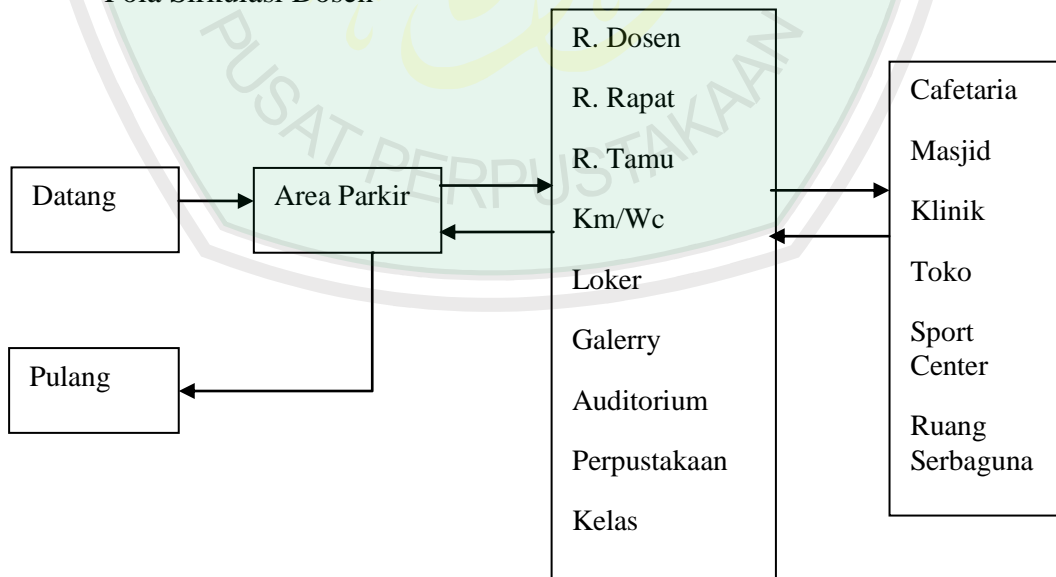 Pola Sirkulasi Dosen
Datang
Area Parkir
Pulang
R. Dosen
R. Rapat
R. Tamu
Km/Wc
Loker
Galerry
Auditorium
Perpustakaan
Kelas
Cafetaria
Masjid
Klinik
Toko
Sport
Center
Ruang
Serbaguna
PUSAT PERPUSTAKAAN